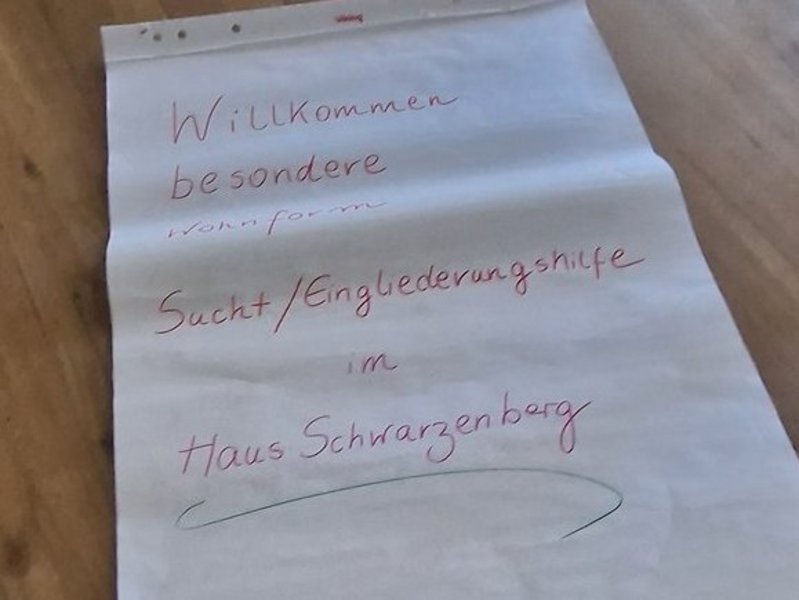 Willkommen
besondere
wohnform
Sucht/Eingliederungshilfe
im
Haus Schwarzenberg